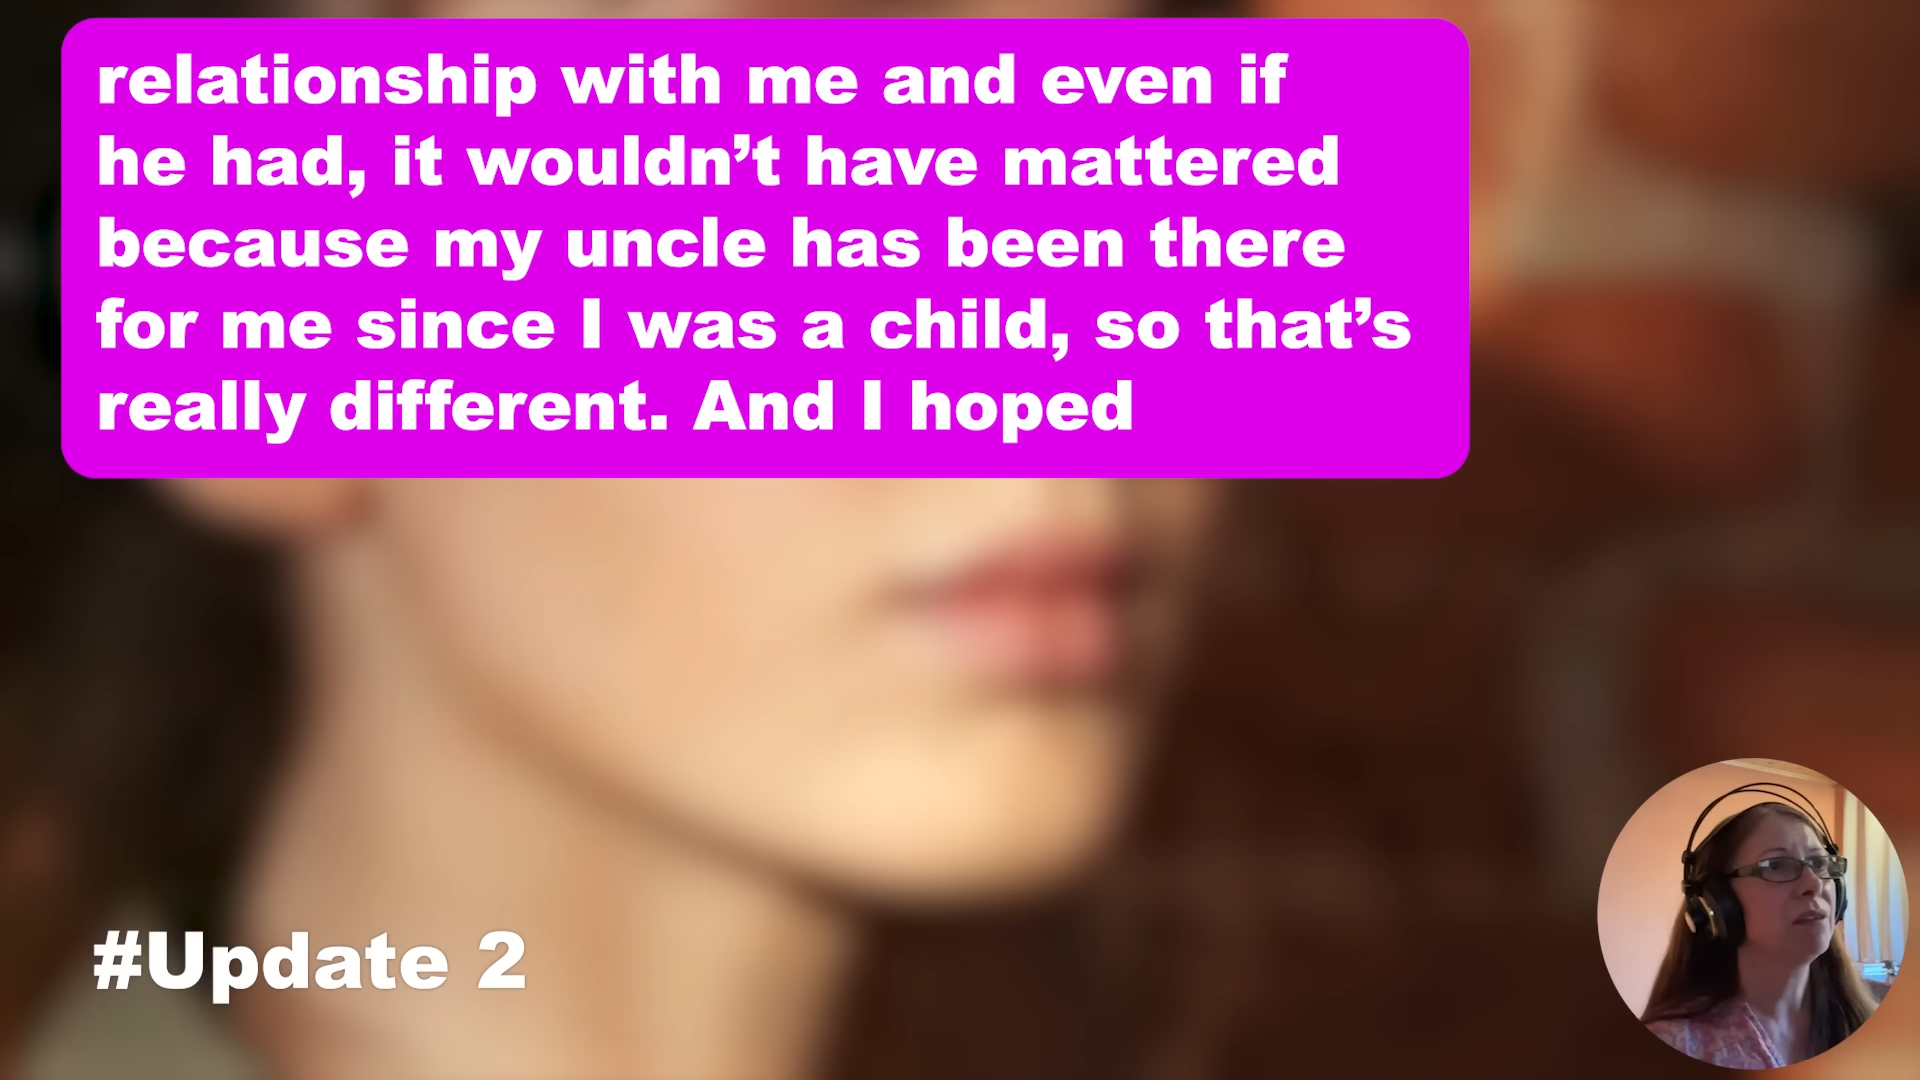 relationship with me and even if
he had, it wouldn’t have mattered
because my uncle has been there
for me since I was a child, so that’s
really different. And I hoped
#Update 2